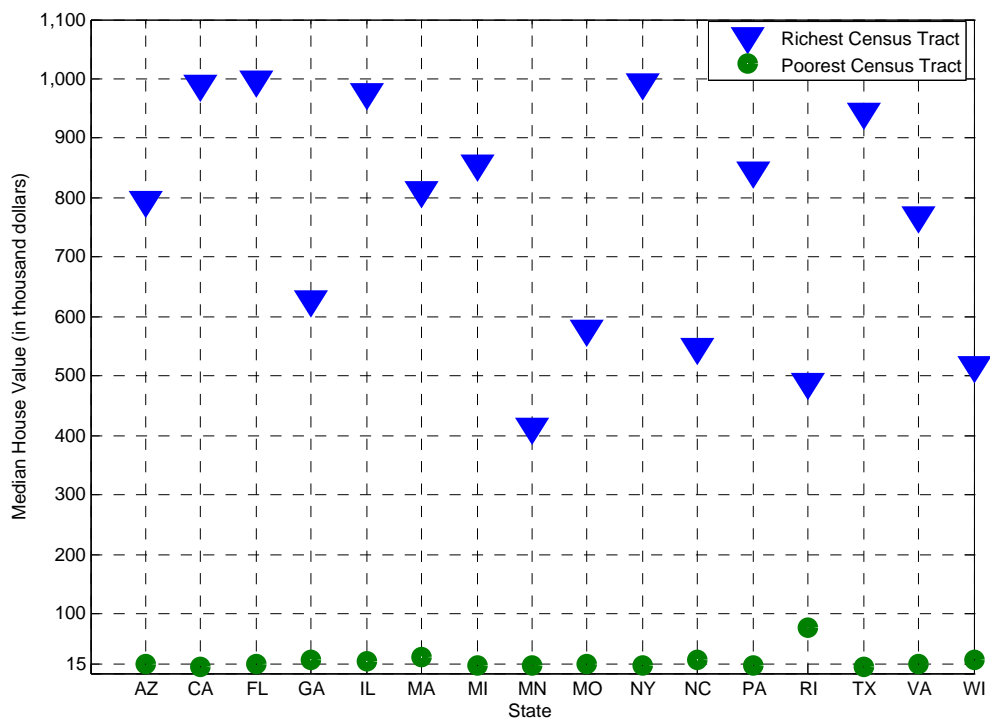 1,100
1,000
900
800
700
600
500
400
300
200
100
15
Median House Value (in thousand dollars)
Richest Census Tract
Poorest Census Tract
AZ CA FL GA IL MA MI MN MO NY NC PA RI TX VA WI
State